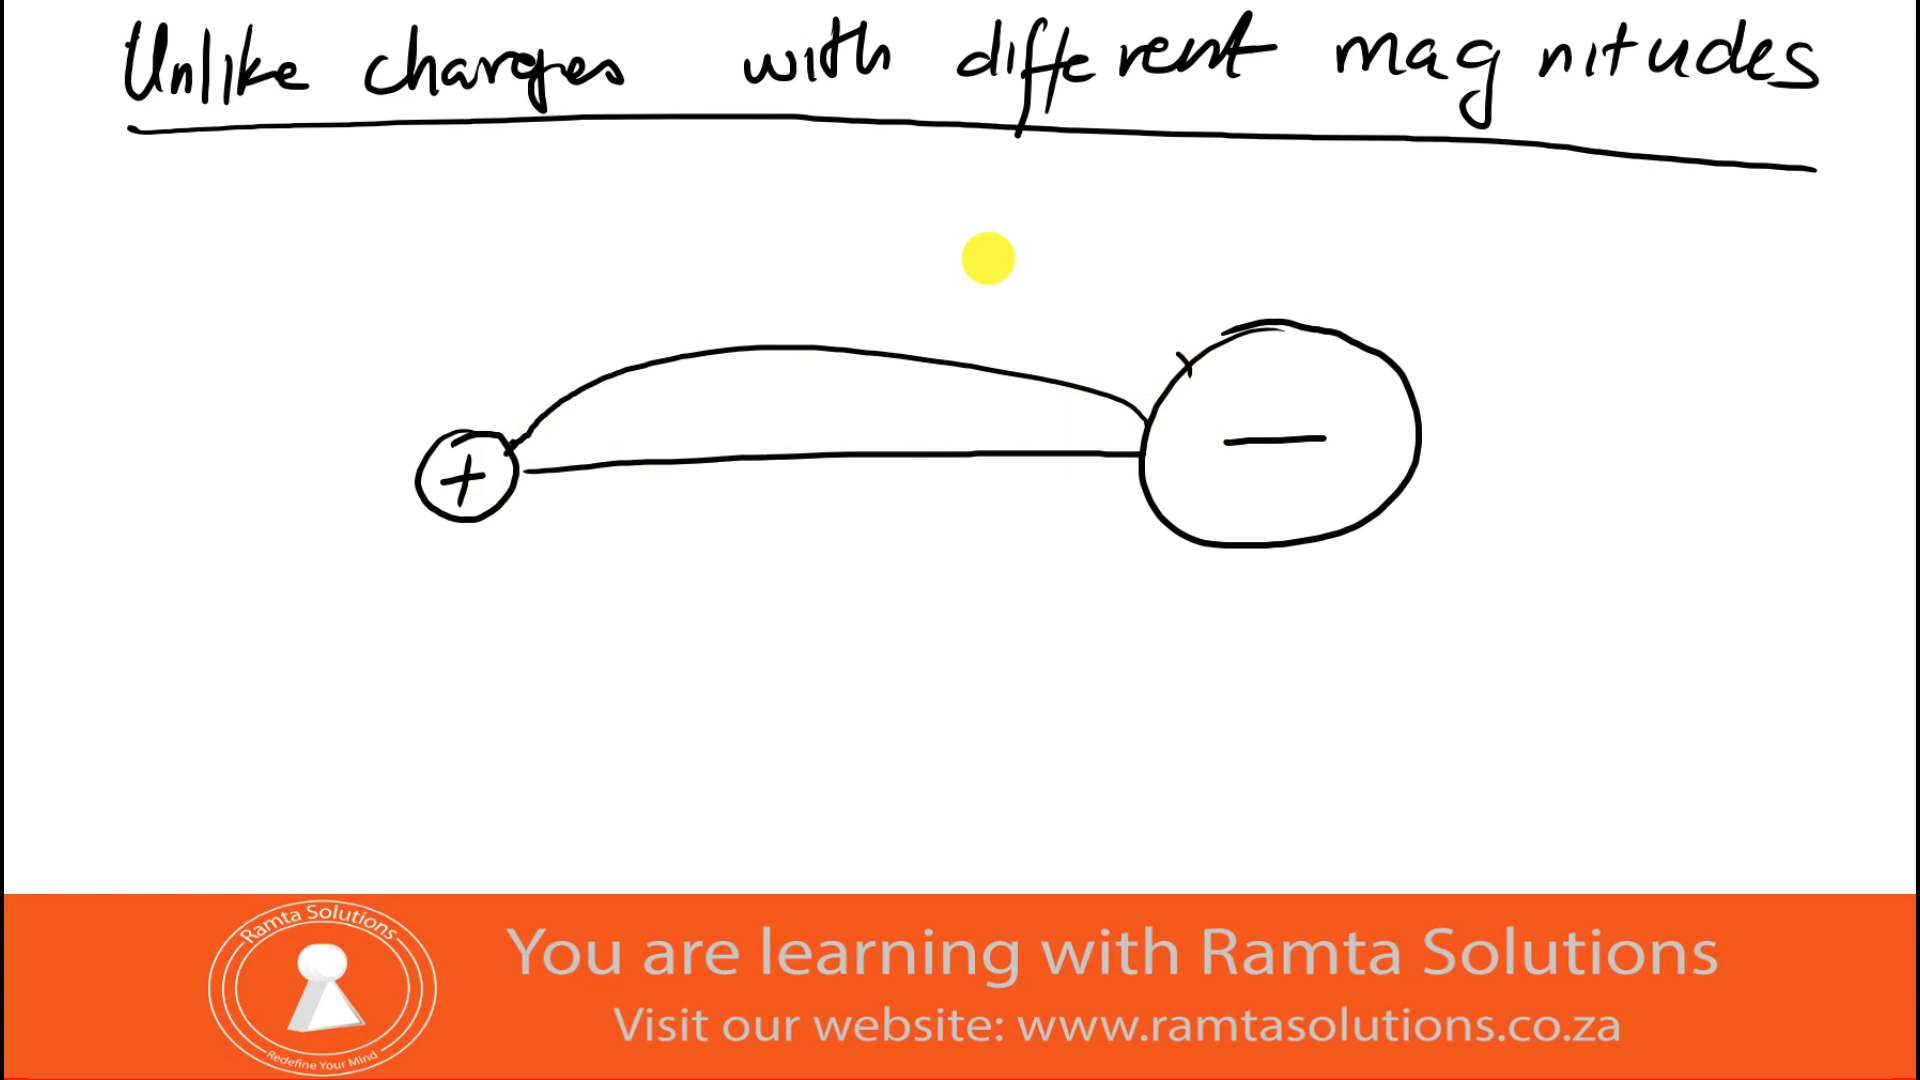 Unlike charges with different magnitudes
+
—
Ramta Solutions
Redefine Your Mind
You are learning with Ramta Solutions
Visit our website: www.ramtasolutions.co.za